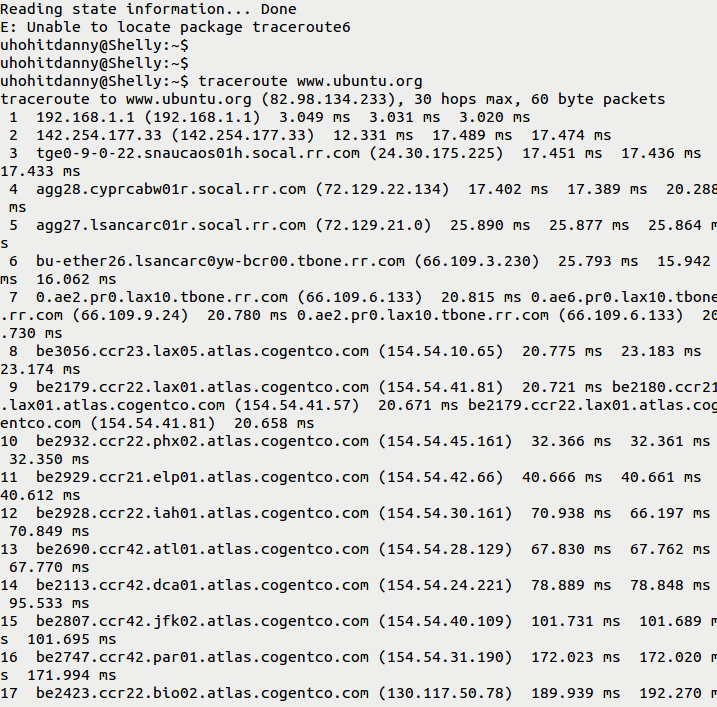 Reading state information... Done
E: Unable to locate package traceroute6
uhohitdanny@Shelly:~$
uhohitdanny@Shelly:~$
uhohitdanny@Shelly:~$ traceroute www.ubuntu.org
traceroute to www.ubuntu.org (82.98.134.233), 30 hops max, 60 byte packets
 1  192.168.1.1 (192.168.1.1)  3.049 ms  3.031 ms  3.020 ms
 2  142.254.177.33 (142.254.177.33)  12.331 ms  17.489 ms  17.474 ms
 3  tge0-9-0-22.snaucaos01h.socal.rr.com (24.30.175.225)  17.451 ms  17.436 ms
17.433 ms
 4  agg28.cyprcabw01r.socal.rr.com (72.129.22.134)  17.402 ms  17.389 ms  20.288
 ms
 5  agg27.lsancarc01r.socal.rr.com (72.129.21.0)  25.890 ms  25.877 ms  25.864 m
s
 6  bu-ether26.lsancarc0yw-bcr00.tbone.rr.com (66.109.3.230)  25.793 ms  15.942
ms  16.062 ms
 7  0.ae2.pr0.lax10.tbone.rr.com (66.109.6.133)  20.815 ms 0.ae6.pr0.lax10.tbone
.rr.com (66.109.9.24)  20.780 ms 0.ae2.pr0.lax10.tbone.rr.com (66.109.6.133)  20
.730 ms
 8  be3056.ccr23.lax05.atlas.cogentco.com (154.54.10.65)  20.775 ms  23.183 ms
23.174 ms
 9  be2179.ccr22.lax01.atlas.cogentco.com (154.54.41.81)  20.721 ms be2180.ccr21
.lax01.atlas.cogentco.com (154.54.41.57)  20.671 ms be2179.ccr22.lax01.atlas.cog
entco.com (154.54.41.81)  20.658 ms
10  be2932.ccr22.phx02.atlas.cogentco.com (154.54.45.161)  32.366 ms  32.361 ms
 32.350 ms
11  be2929.ccr21.elp01.atlas.cogentco.com (154.54.42.66)  40.666 ms  40.661 ms
40.612 ms
12  be2928.ccr22.iah01.atlas.cogentco.com (154.54.30.161)  70.938 ms  66.197 ms
 70.849 ms
13  be2690.ccr42.atl01.atlas.cogentco.com (154.54.28.129)  67.830 ms  67.762 ms
 67.770 ms
14  be2113.ccr42.dca01.atlas.cogentco.com (154.54.24.221)  78.889 ms  78.848 ms
 95.533 ms
15  be2807.ccr42.jfk02.atlas.cogentco.com (154.54.40.109)  101.731 ms  101.689 m
s  101.695 ms
16  be2747.ccr42.par01.atlas.cogentco.com (154.54.31.190)  172.023 ms  172.020 m
s  171.994 ms
17  be2423.ccr22.bio02.atlas.cogentco.com (130.117.50.78)  189.939 ms  192.270 m